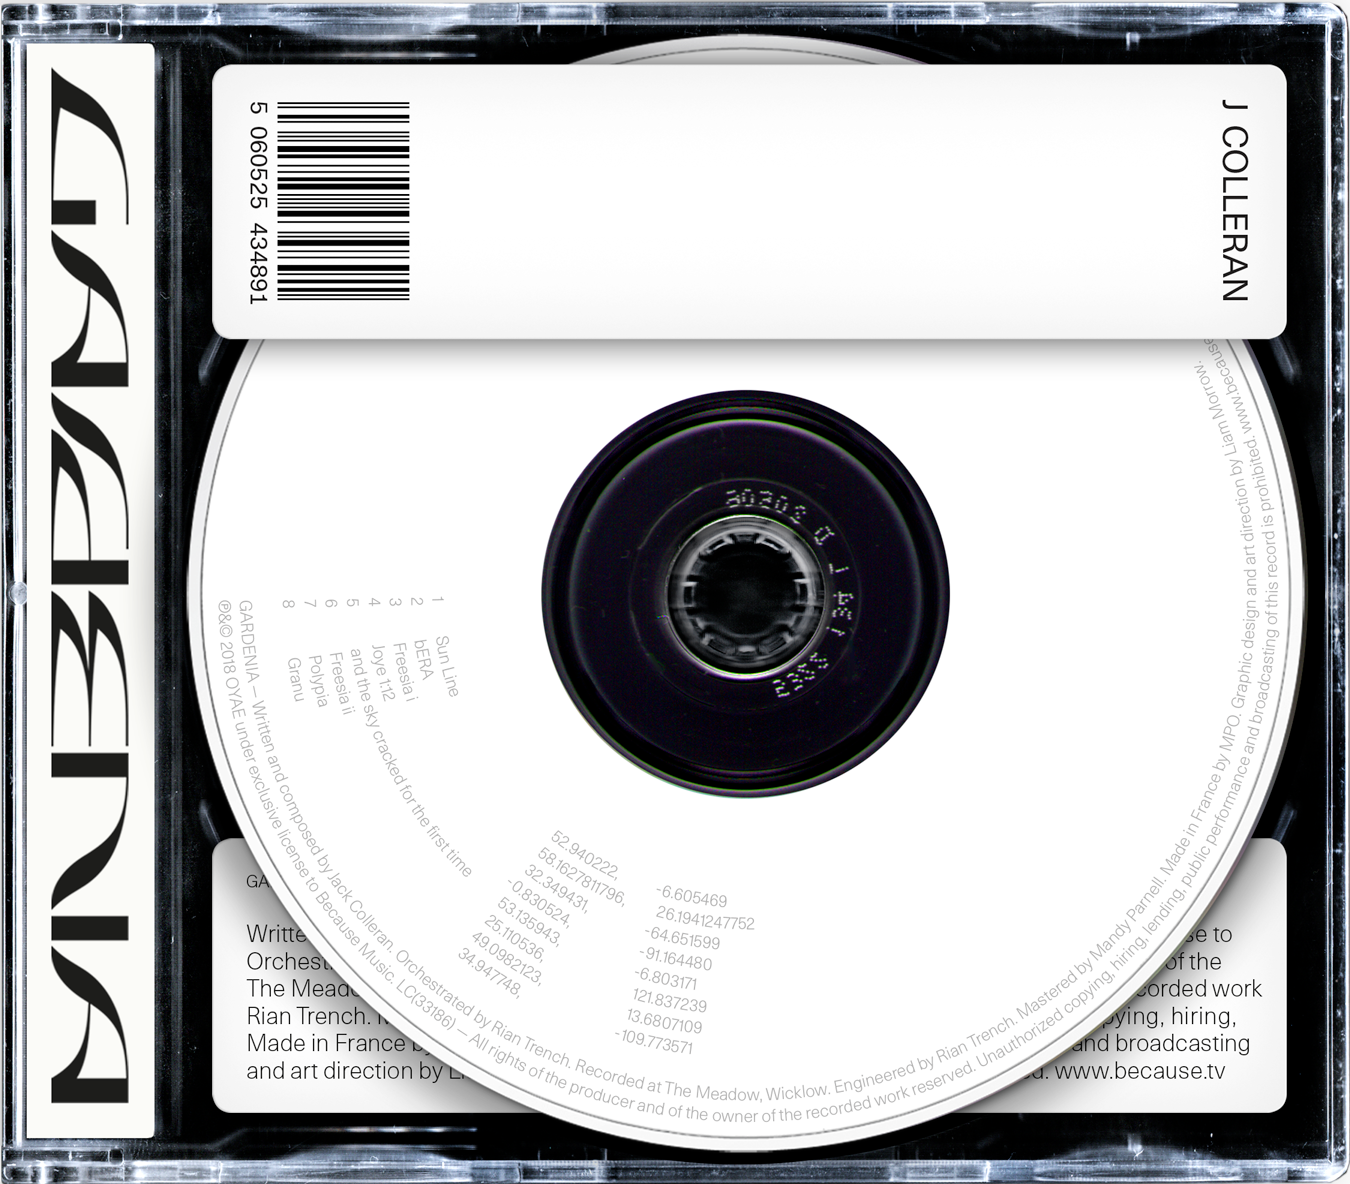 GARDENIA
5 060525 434891
J COLLERAN
1 Sun Line
2 bERA
3 Freesia i
4 Joye 1:12
5 and the sky cracked for the first time
6 Freesia ii
7 Polypia
8 Granu
52.940222, -6.605469
58.1627811796, 26.1941247752
32.349431, -64.651599
-0.830524, -91.164480
53.135943, -6.803171
25.110536, 121.837239
49.0982123, 13.6807109
34.947748, -109.773571
GARDENIA — Written and composed by Jack Colleran. Orchestrated by Rian Trench. Recorded at The Meadow, Wicklow. Engineered by Rian Trench. Mastered by Mandy Parnell. Made in France by MPO. Graphic design and art direction by Liam Morrow.
℗&© 2018 OYAE under exclusive license to Because Music. LC(33186) — All rights of the producer and of the owner of the recorded work reserved. Unauthorized copying, hiring, lending, public performance and broadcasting of this record is prohibited. www.because
GA
Writte se to
Orchest of the
The Mead corded work
Rian Trench. pying, hiring,
Made in France b and broadcasting
and art direction by L d. www.because.tv